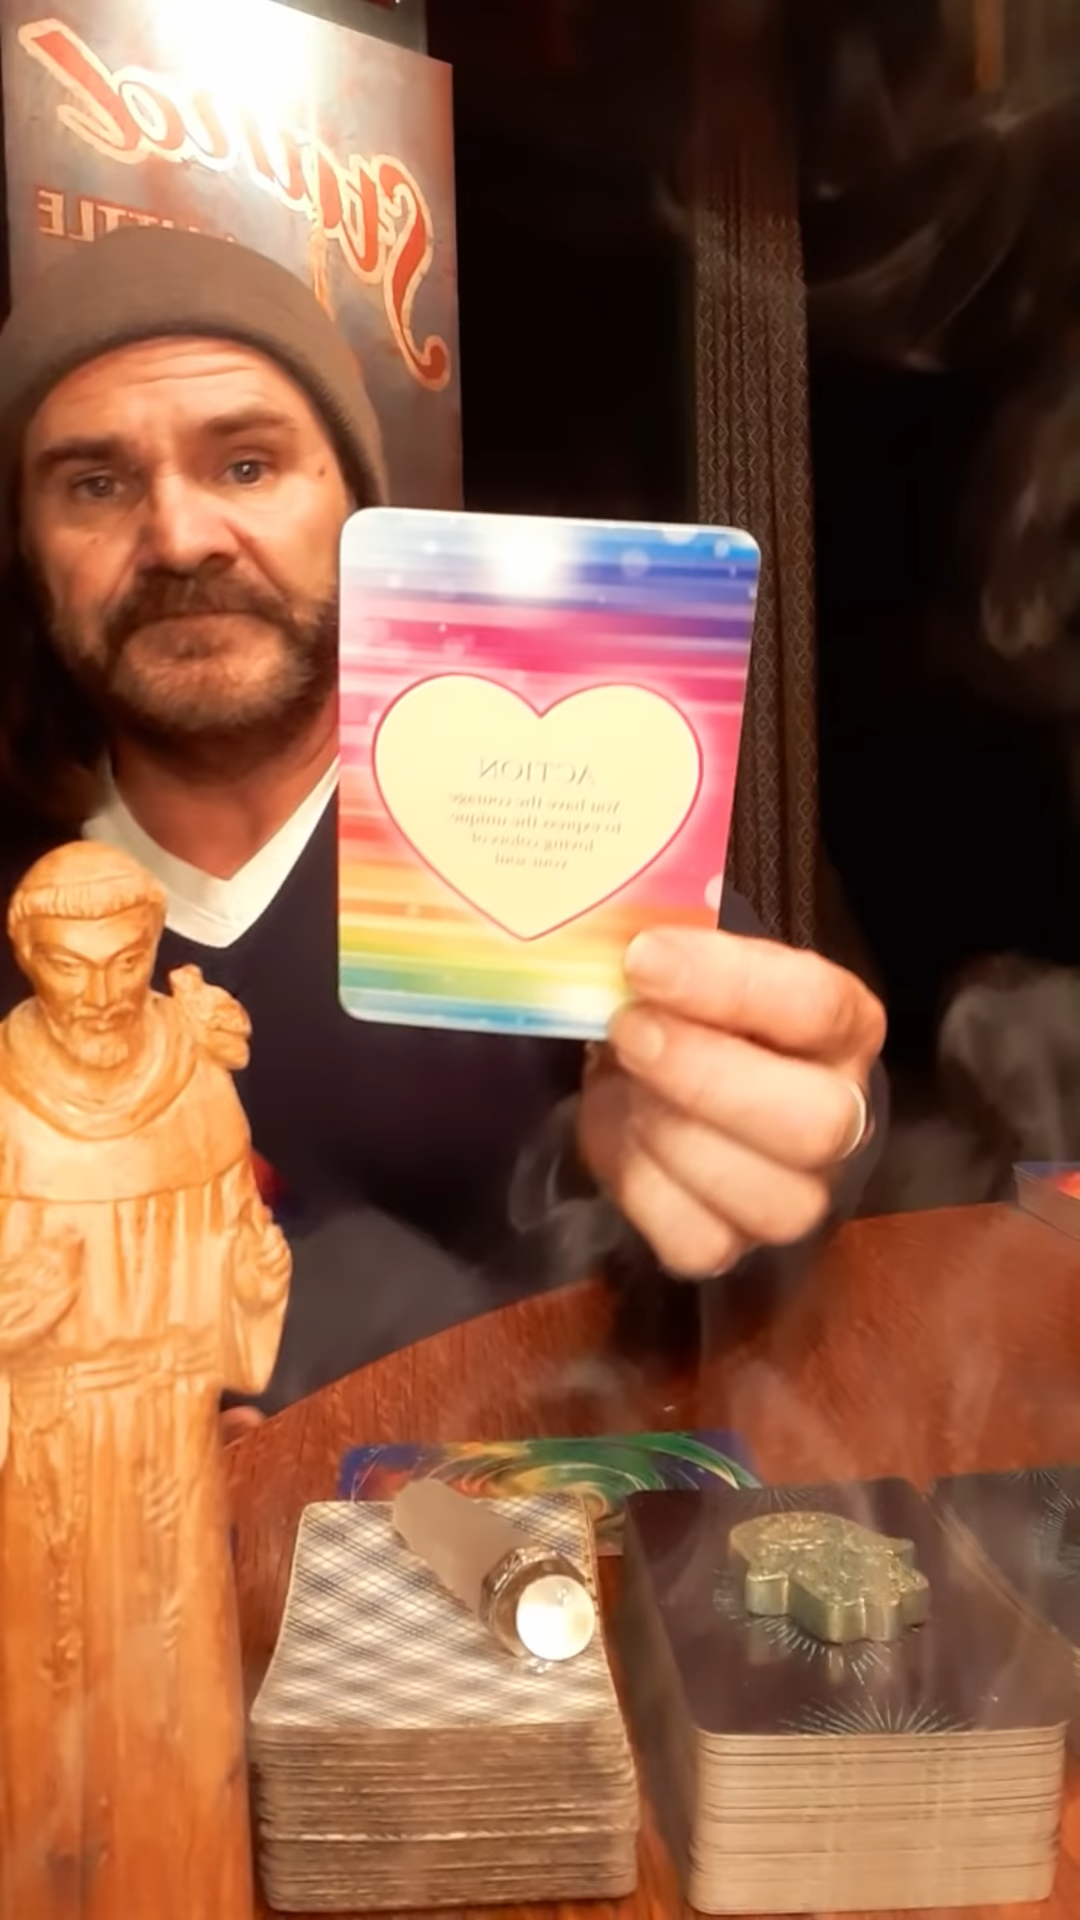 ACTION
You have the courage
to express the unique,
loving colors of
your soul